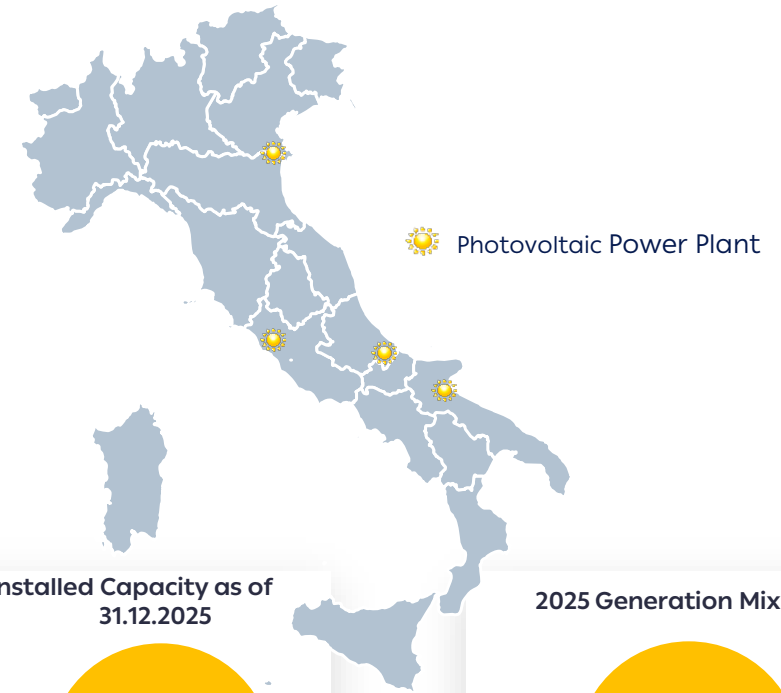 Photovoltaic Power Plant
nstalled Capacity as of
31.12.2025
2025 Generation Mix